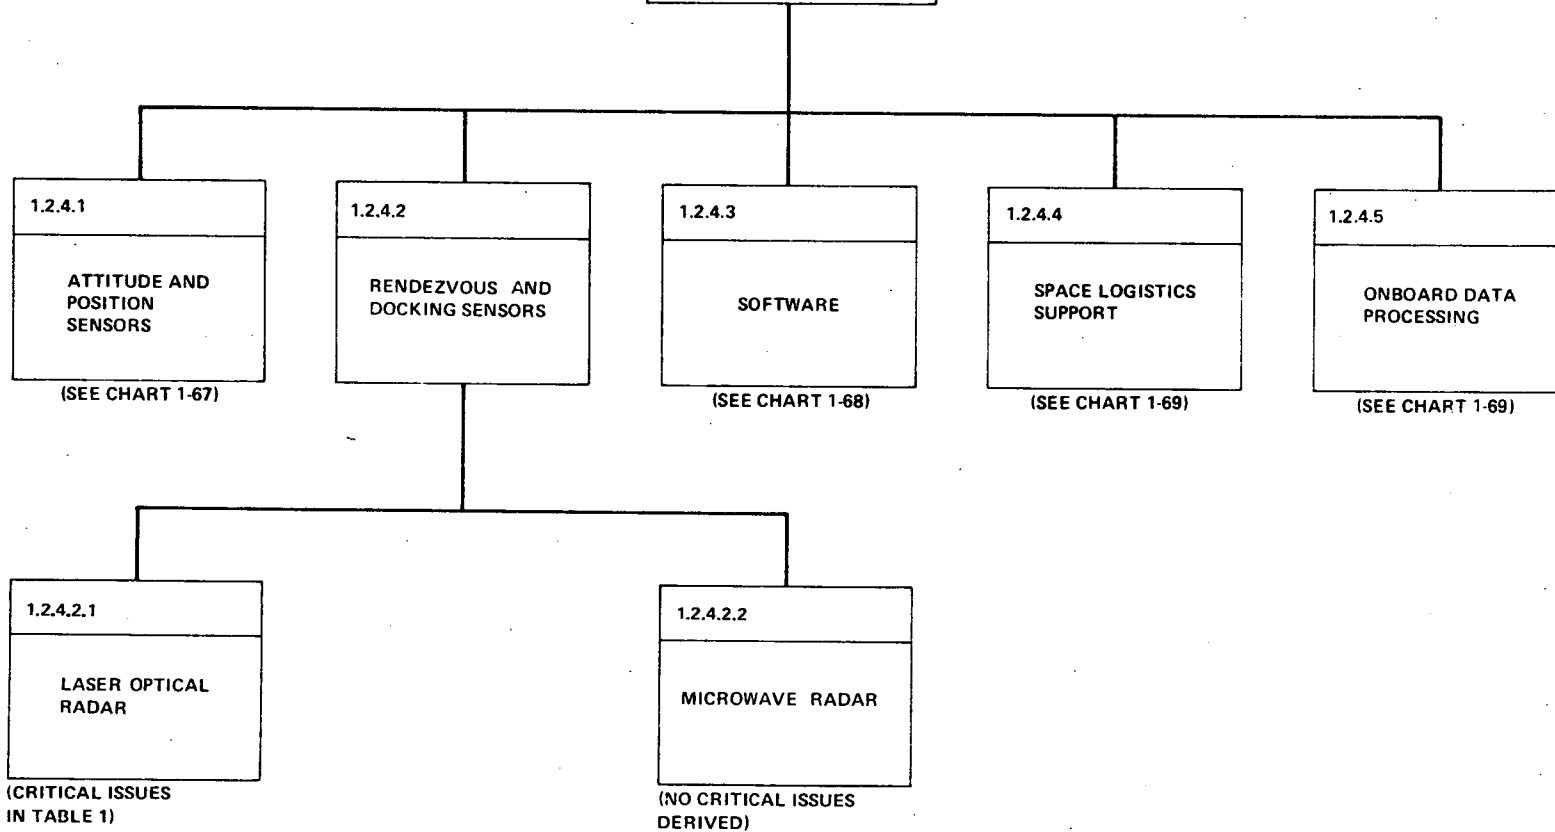 1.2.4.1
ATTITUDE AND
POSITION
SENSORS
(SEE CHART 1-67)
1.2.4.2
RENDEZVOUS AND
DOCKING SENSORS
1.2.4.3
SOFTWARE
(SEE CHART 1-68)
1.2.4.4
SPACE LOGISTICS
SUPPORT
(SEE CHART 1-69)
1.2.4.5
ONBOARD DATA
PROCESSING
(SEE CHART 1-69)
1.2.4.2.1
LASER OPTICAL
RADAR
(CRITICAL ISSUES
IN TABLE 1)
1.2.4.2.2
MICROWAVE RADAR
(NO CRITICAL ISSUES
DERIVED)